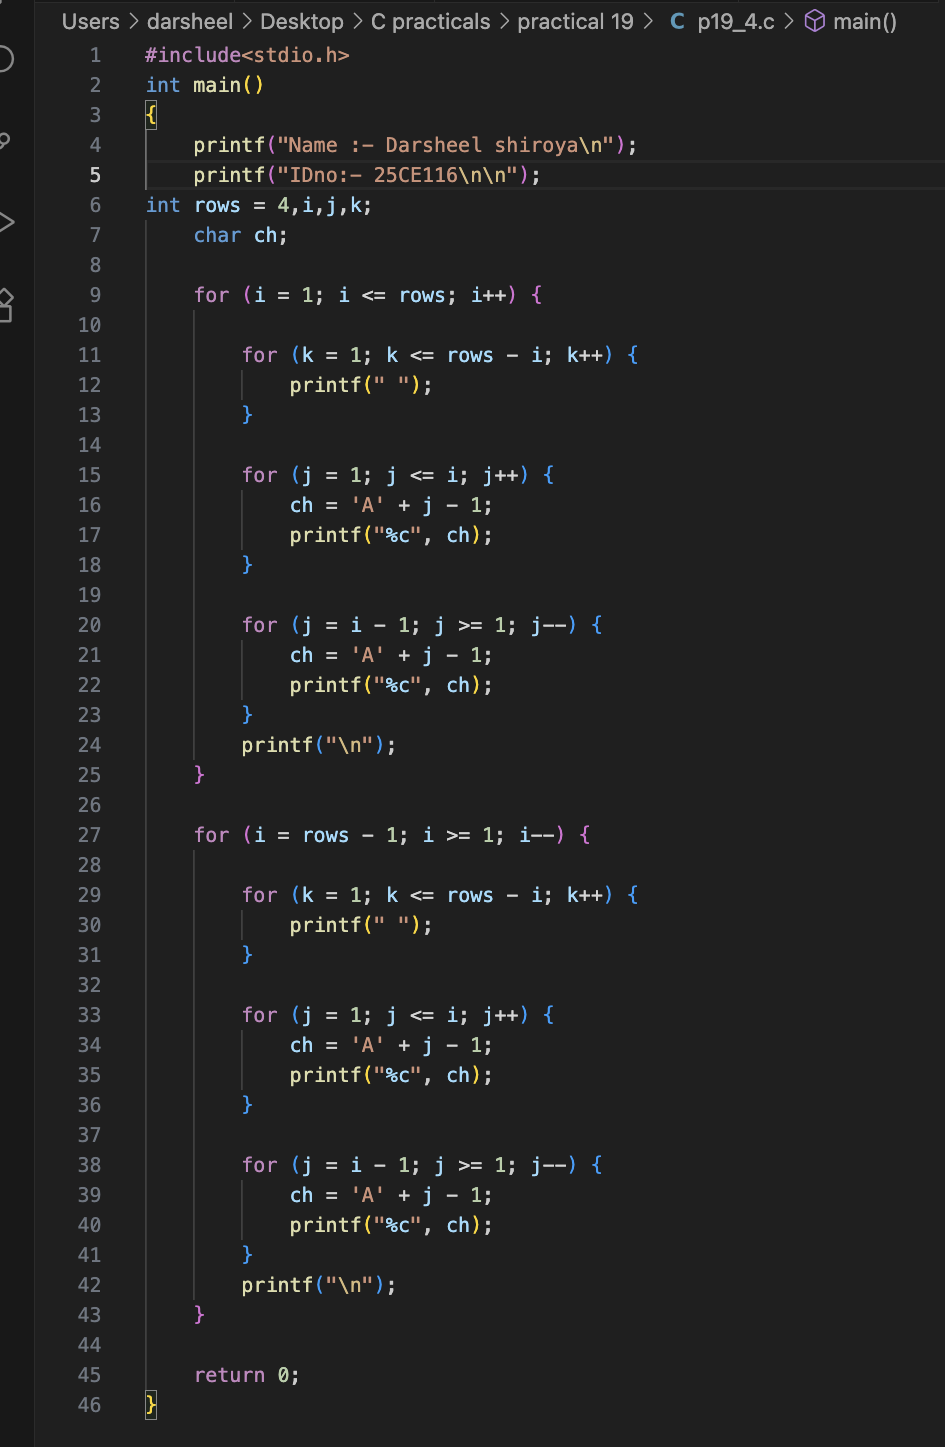 Users > darsheel > Desktop > C practicals > practical 19 > C p19_4.c > main()
1 #include<stdio.h>
2 int main()
3 {
4     printf("Name :- Darsheel shiroya\n");
5     printf("IDno:- 25CE116\n\n");
6 int rows = 4,i,j,k;
7     char ch;
8
9     for (i = 1; i <= rows; i++) {
10
11         for (k = 1; k <= rows - i; k++) {
12             printf(" ");
13         }
14
15         for (j = 1; j <= i; j++) {
16             ch = 'A' + j - 1;
17             printf("%c", ch);
18         }
19
20         for (j = i - 1; j >= 1; j--) {
21             ch = 'A' + j - 1;
22             printf("%c", ch);
23         }
24         printf("\n");
25     }
26
27     for (i = rows - 1; i >= 1; i--) {
28
29         for (k = 1; k <= rows - i; k++) {
30             printf(" ");
31         }
32
33         for (j = 1; j <= i; j++) {
34             ch = 'A' + j - 1;
35             printf("%c", ch);
36         }
37
38         for (j = i - 1; j >= 1; j--) {
39             ch = 'A' + j - 1;
40             printf("%c", ch);
41         }
42         printf("\n");
43     }
44
45     return 0;
46 }